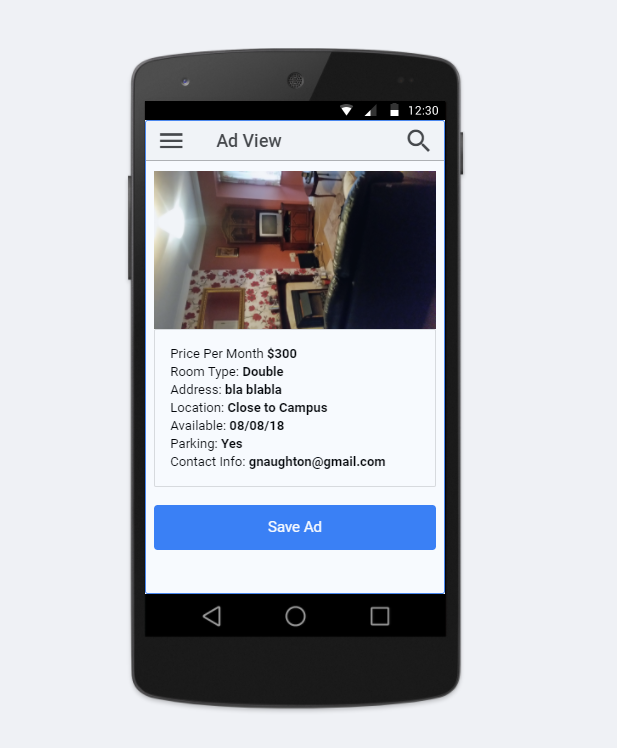 12:30
Ad View
Price Per Month $300
Room Type: Double
Address: bla blabla
Location: Close to Campus
Available: 08/08/18
Parking: Yes
Contact Info: gnaughton@gmail.com
Save Ad